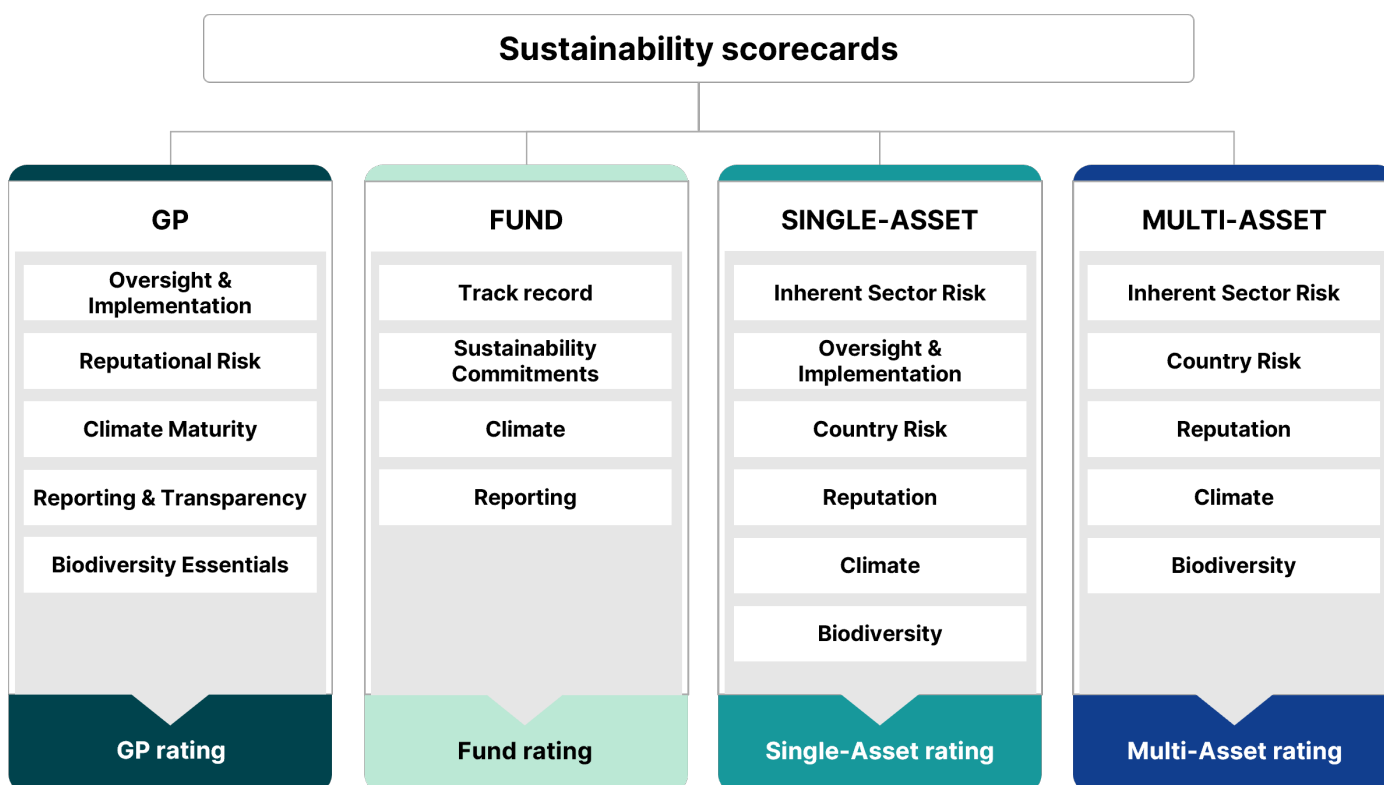 Sustainability scorecards
GP
Oversight &
Implementation
Reputational Risk
Climate Maturity
Reporting & Transparency
Biodiversity Essentials
GP rating
FUND
Track record
Sustainability
Commitments
Climate
Reporting
Fund rating
SINGLE-ASSET
Inherent Sector Risk
Oversight &
Implementation
Country Risk
Reputation
Climate
Biodiversity
Single-Asset rating
MULTI-ASSET
Inherent Sector Risk
Country Risk
Reputation
Climate
Biodiversity
Multi-Asset rating